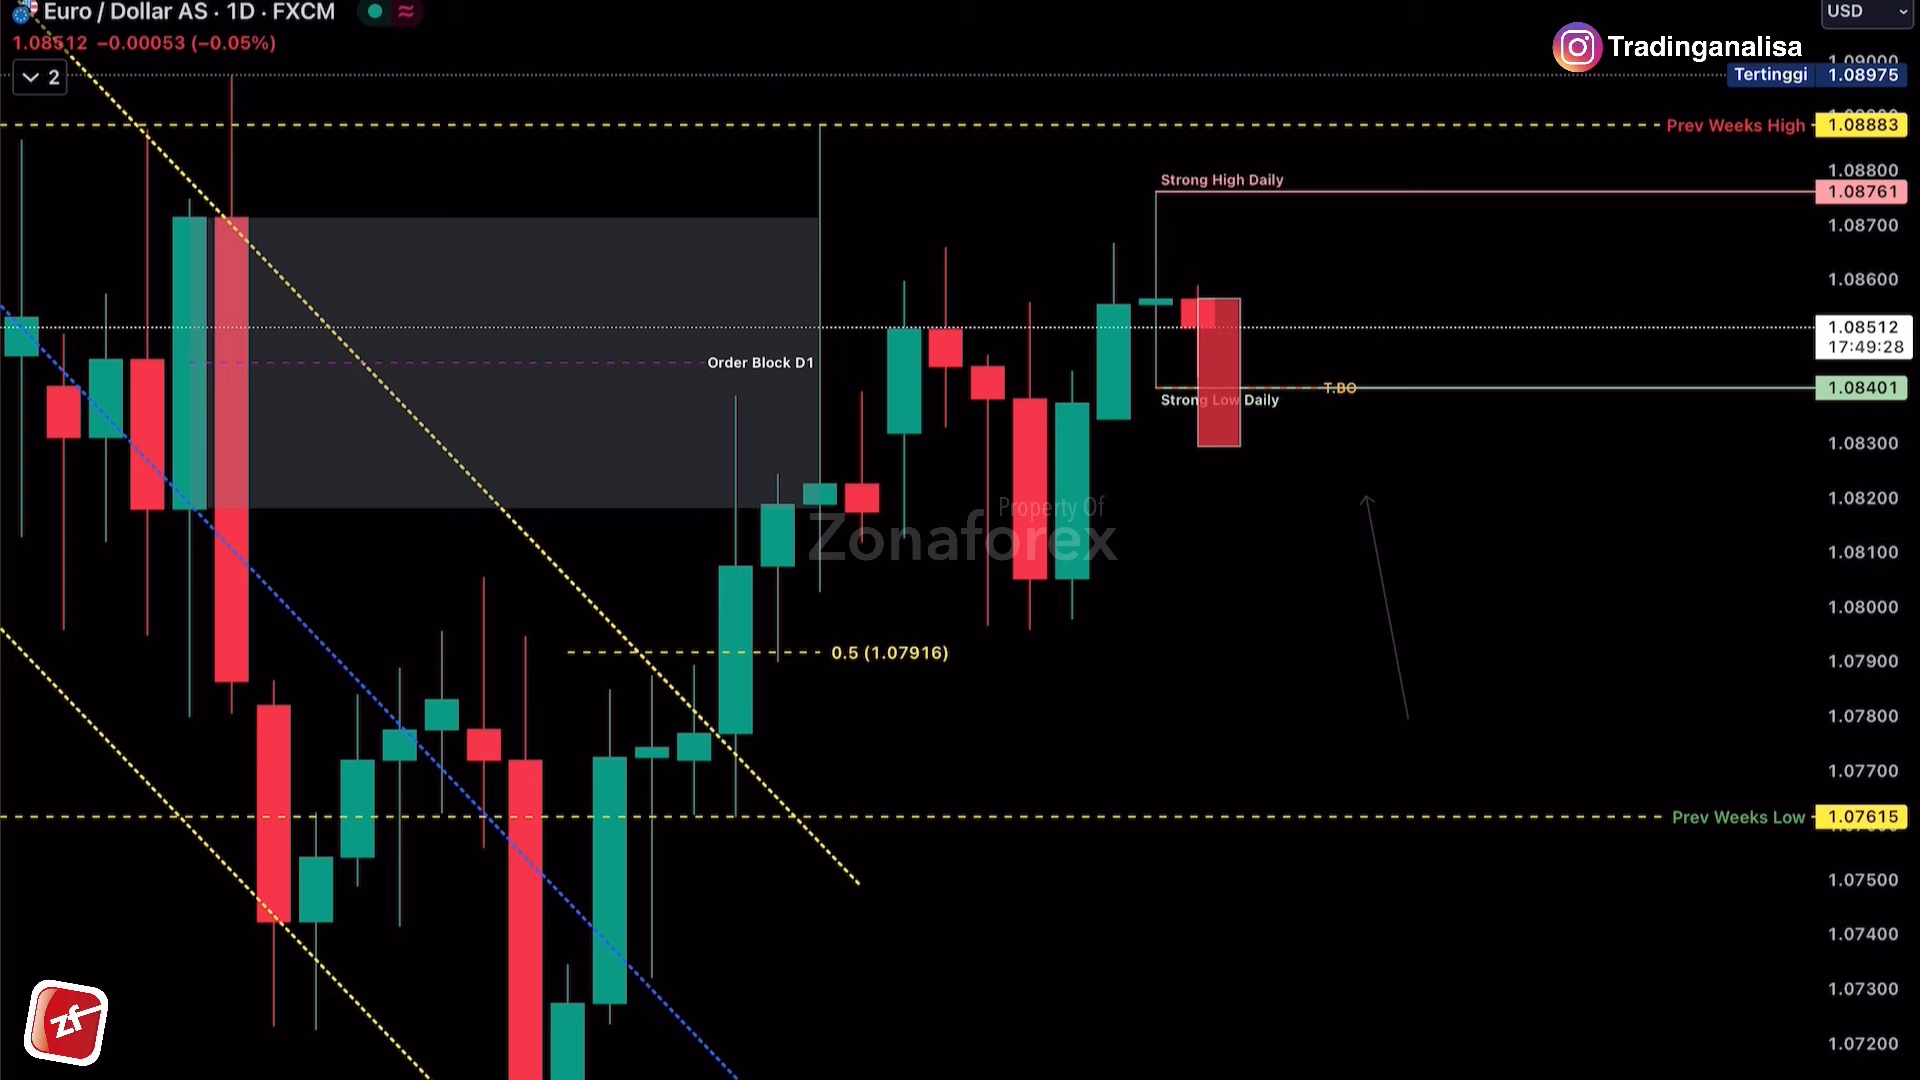 Euro / Dollar AS · 1D · FXCM
USD
1.08512 −0.00053 (−0.05%)
Tradinganalisa
2
1.09000
Tertinggi 1.08975
Prev Weeks High 1.08883
1.08800
Strong High Daily
1.08761
1.08700
1.08600
1.08512
17:49:28
Order Block D1
T.BO
1.08401
Strong Low Daily
1.08300
1.08200
Property Of
Zonaforex
1.08100
1.08000
0.5 (1.07916)
1.07900
1.07800
1.07700
Prev Weeks Low 1.07615
1.07500
1.07400
1.07300
zf
1.07200